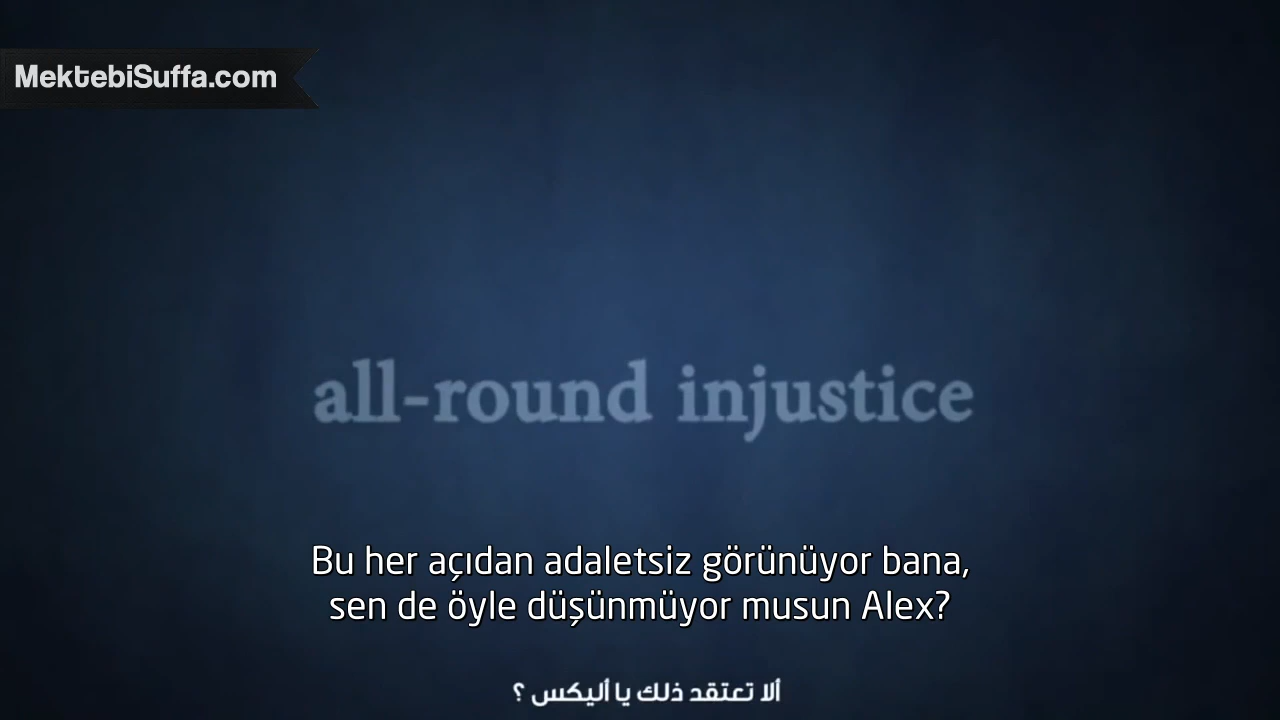 MektebiSuffa.com
all-round injustice
Bu her açıdan adaletsiz görünüyor bana,
sen de öyle düşünmüyor musun Alex?
ألا تعتقد ذلك يا أليكس ؟